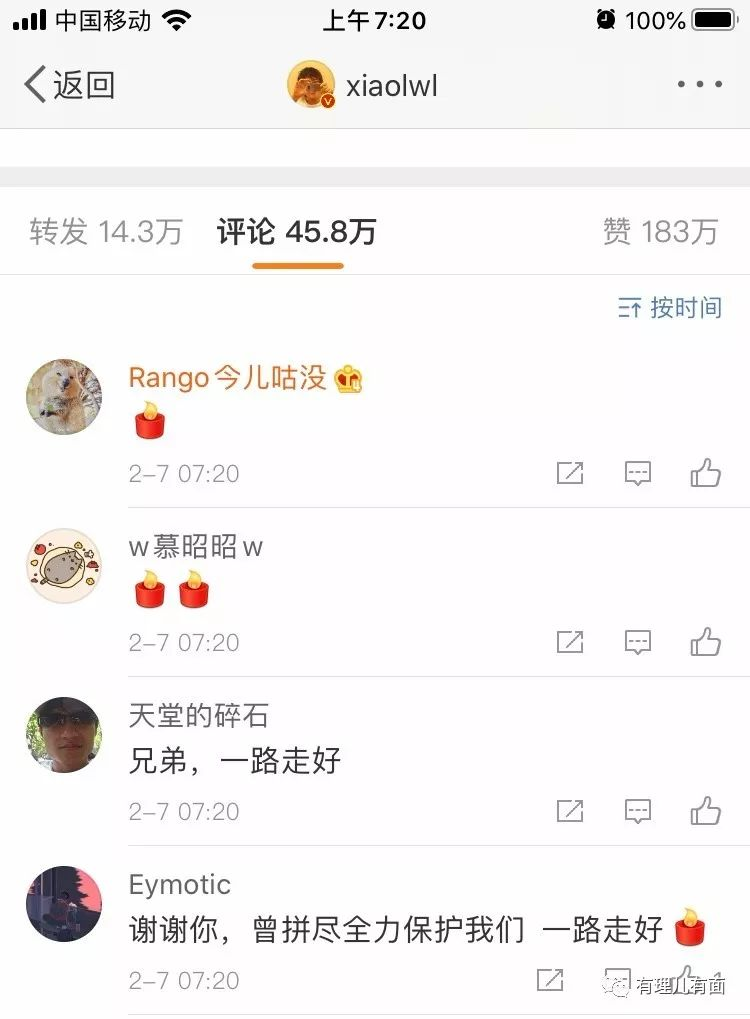 中国移动 上午7:20 100%
返回 xiaolwl ...
转发 14.3万 评论 45.8万 赞 183万
按时间
Rango今儿咕没
2-7 07:20
w慕昭昭w
2-7 07:20
天堂的碎石
兄弟，一路走好
2-7 07:20
Eymotic
谢谢你，曾拼尽全力保护我们 一路走好
2-7 07:20 1
有理儿有面